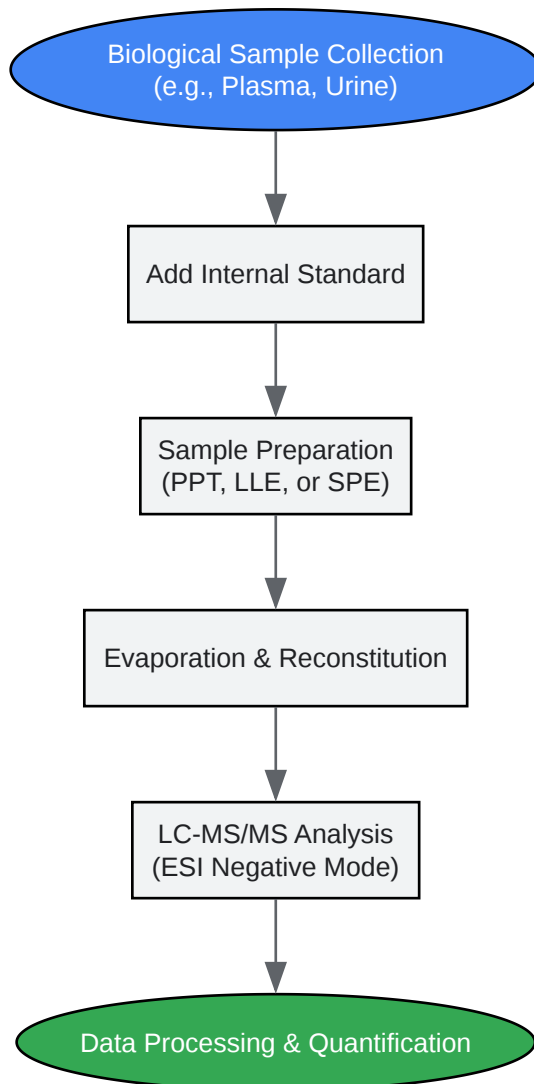 Biological Sample Collection
(e.g., Plasma, Urine)
Add Internal Standard
Sample Preparation
(PPT, LLE, or SPE)
Evaporation & Reconstitution
LC-MS/MS Analysis
(ESI Negative Mode)
Data Processing & Quantification